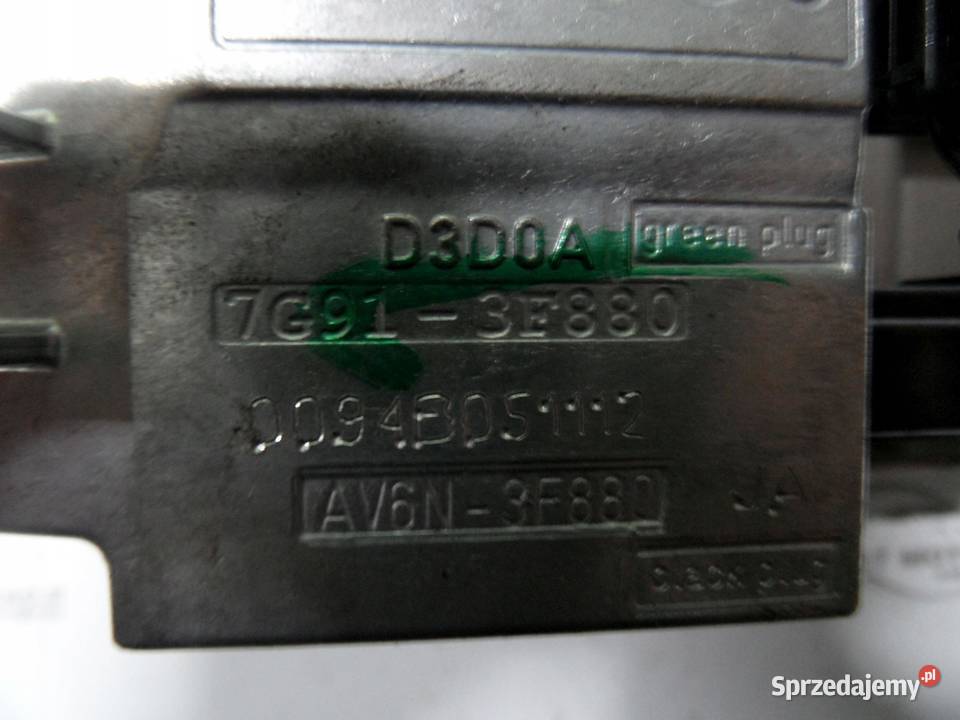 D3D0A green plug
7G91-3F880
0094B051112
AV6N-3F880 JA
black plug
Sprzedajemy.pl